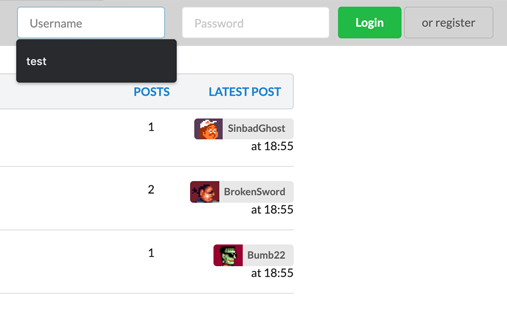 Username
Password
Login
or register
test
POSTS
LATEST POST
1
SinbadGhost
at 18:55
2
BrokenSword
at 18:55
1
Bumb22
at 18:55